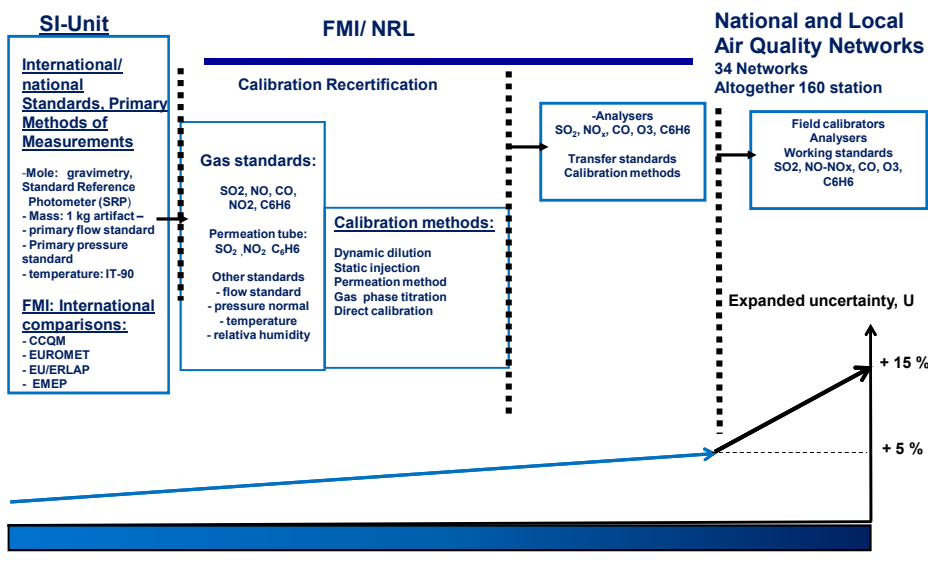 SI-Unit
International/
national
Standards, Primary
Methods of
Measurements
-Mole: gravimetry,
Standard Reference
Photometer (SRP)
- Mass: 1 kg artifact –
- primary flow standard
- Primary pressure
standard
- temperature: IT-90
FMI: International
comparisons:
- CCQM
- EUROMET
- EU/ERLAP
- EMEP
FMI/ NRL
Calibration Recertification
Gas standards:
SO2, NO, CO,
NO2, C6H6
Permeation tube:
SO₂ ,NO₂ C₆H6
Other standards
- flow standard
- pressure normal
- temperature
- relativa humidity
Calibration methods:
Dynamic dilution
Static injection
Permeation method
Gas phase titration
Direct calibration
-Analysers
SO₂, NOₓ, CO, O3, C6H6
Transfer standards
Calibration methods
National and Local
Air Quality Networks
34 Networks
Altogether 160 station
Field calibrators
Analysers
Working standards
SO2, NO-NOx, CO, O3,
C6H6
Expanded uncertainty, U
+ 15 %
+ 5 %